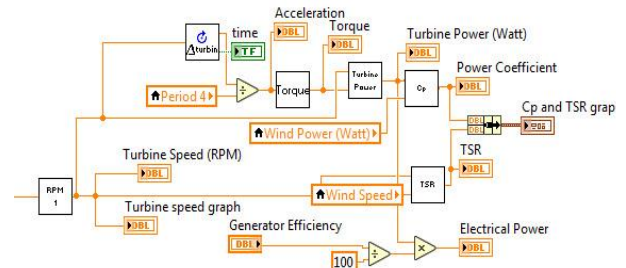 Acceleration
time
Torque
Δturbin
TF
DBL
DBL
Turbine Power (Watt)
DBL
Power Coefficient
Period 4
÷
Torque
Turbine
Power
Cp
DBL
Wind Power (Watt)
Cp and TSR grap
DBL
DBL
Turbine Speed (RPM)
TSR
DBL
RPM
1
DBL
Wind Speed
TSR
Turbine speed graph
DBL
Generator Efficiency
Electrical Power
DBL
÷
×
DBL
100